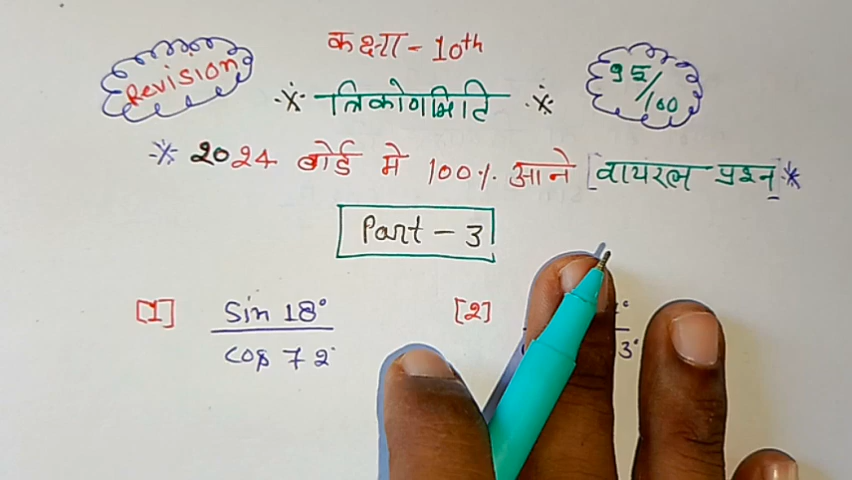 कक्षा - 10th
Revision
95/100
त्रिकोणमिति
* 2024 बोर्ड मे 100% आने [वायरल प्रश्न] *
Part - 3
[1] Sin 18° / cos 72°
[2]